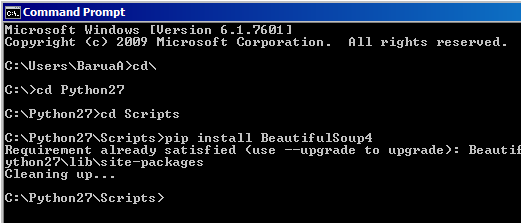 Command Prompt
Microsoft Windows [Version 6.1.7601]
Copyright (c) 2009 Microsoft Corporation.  All rights reserved.
C:\Users\BaruaA>cd\
C:\>cd Python27
C:\Python27>cd Scripts
C:\Python27\Scripts>pip install BeautifulSoup4
Requirement already satisfied (use --upgrade to upgrade): Beautif
ython27\lib\site-packages
Cleaning up...
C:\Python27\Scripts>